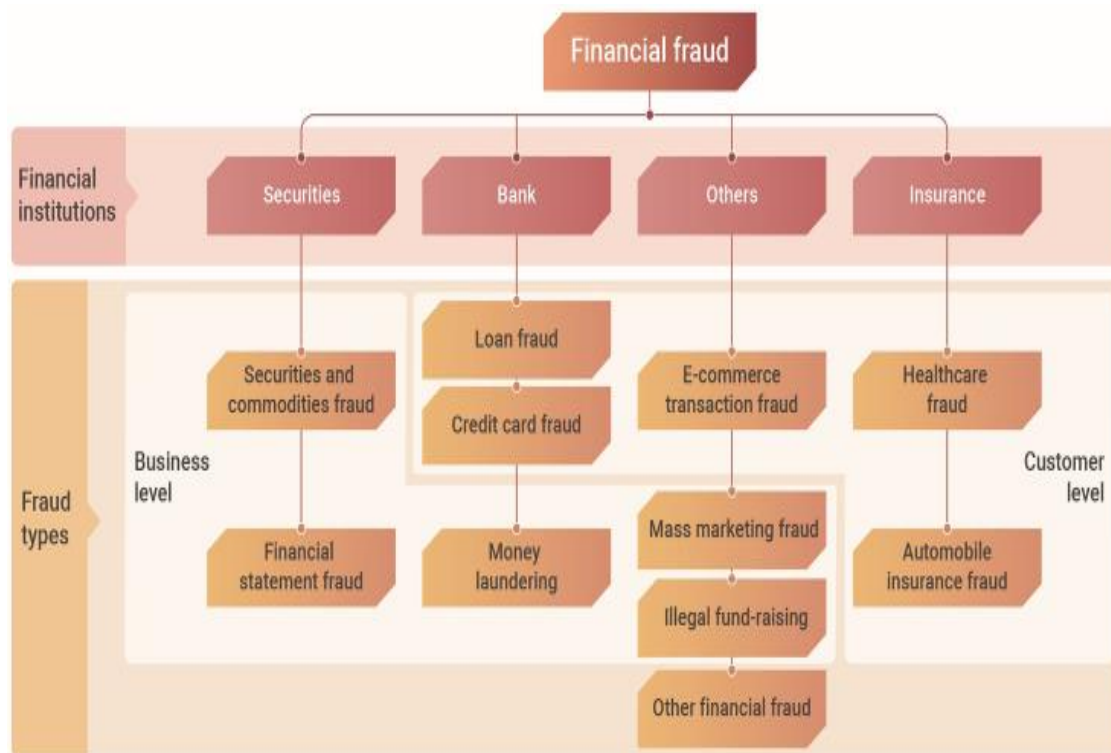 Financial fraud
Financial
institutions
Securities
Bank
Others
Insurance
Fraud
types
Business
level
Customer
level
Securities and
commodities fraud
Financial
statement fraud
Loan fraud
Credit card fraud
Money
laundering
E-commerce
transaction fraud
Mass marketing fraud
Illegal fund-raising
Other financial fraud
Healthcare
fraud
Automobile
insurance fraud